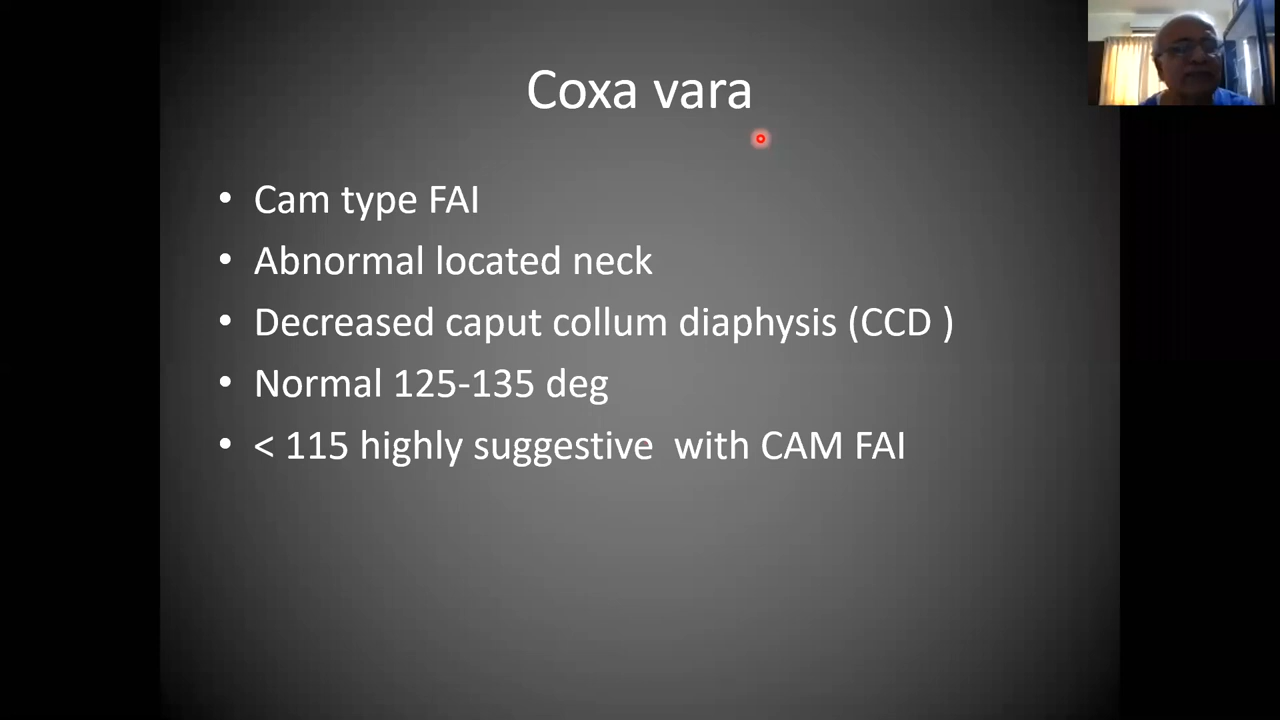 Coxa vara
• Cam type FAI
• Abnormal located neck
• Decreased caput collum diaphysis (CCD )
• Normal 125-135 deg
• < 115 highly suggestive  with CAM FAI